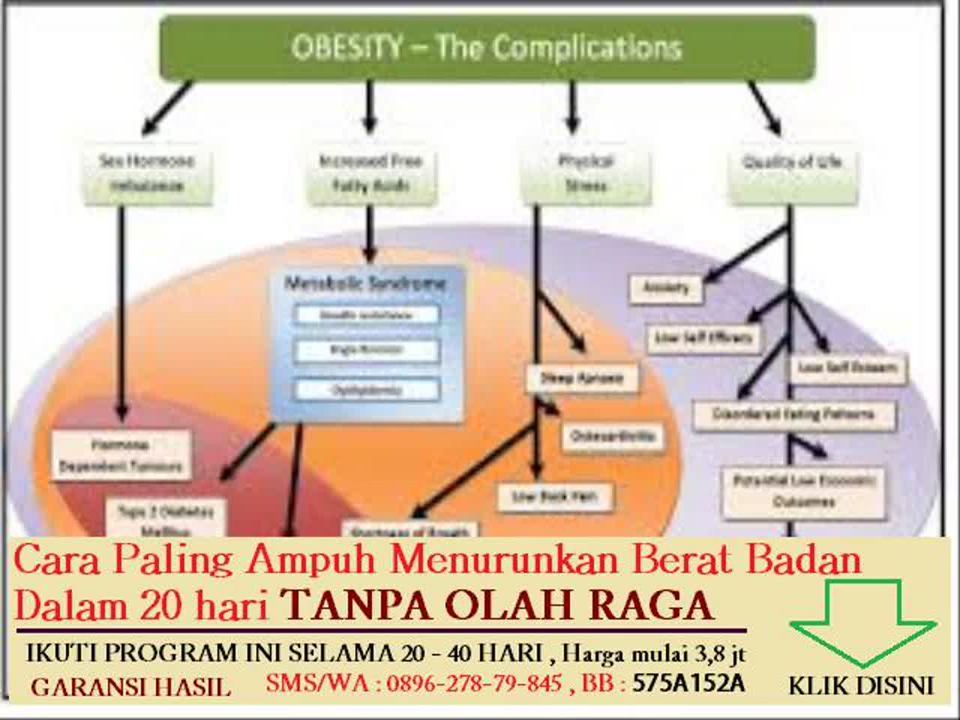 OBESITY – The Complications
Sex Hormone
Imbalance
Increased Free
Fatty Acids
Physical
Stress
Quality of Life
Metabolic Syndrome
Dyslipidemia
Anxiety
Low Self Efficacy
Low Self Esteem
Sleep Apnoea
Disordered Eating Patterns
Osteoarthritis
Hormone
Dependent Tumours
Potential Low Economic
Outcomes
Low Back Pain
Type 2 Diabetes
Mellitus
Shortness of Breath
Cara Paling Ampuh Menurunkan Berat Badan
Dalam 20 hari TANPA OLAH RAGA
IKUTI PROGRAM INI SELAMA 20 - 40 HARI , Harga mulai 3,8 jt
GARANSI HASIL SMS/WA : 0896-278-79-845 , BB : 575A152A
KLIK DISINI